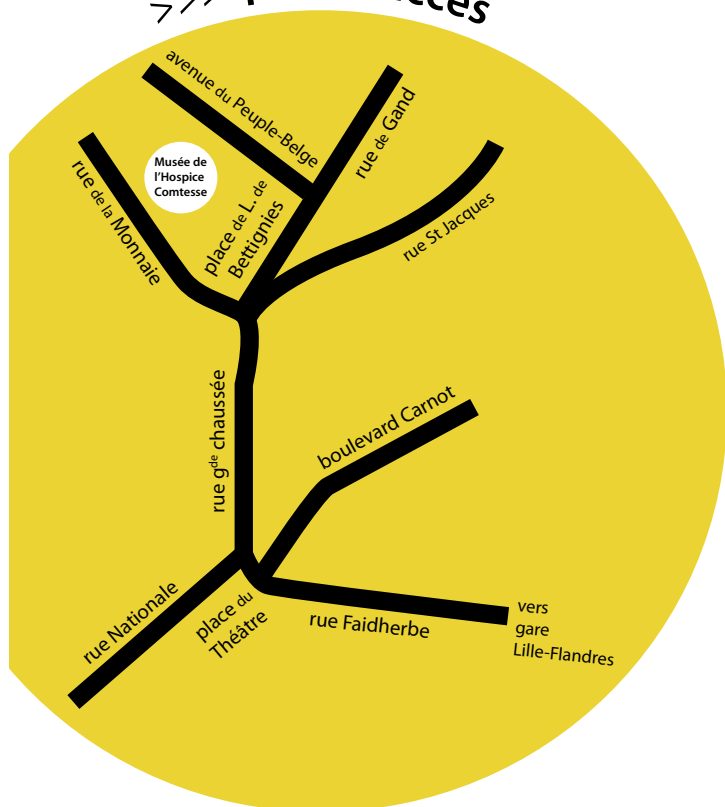 >>>
avenue du Peuple-Belge
rue de Gand
Musée de
l’Hospice
Comtesse
rue de la Monnaie
place de L. de
Bettignies
rue St Jacques
rue gde chaussée
boulevard Carnot
rue Nationale
place du
Théâtre
rue Faidherbe
vers
gare
Lille-Flandres